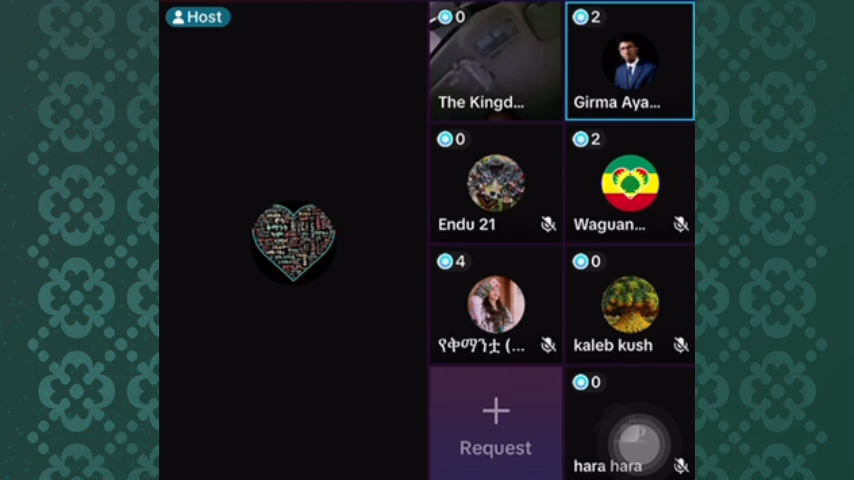 Host
0
2
The Kingd...
Girma Aya...
0
2
Endu 21
Waguan...
4
0
የቅማንቷ (...
kaleb kush
Request
0
hara hara